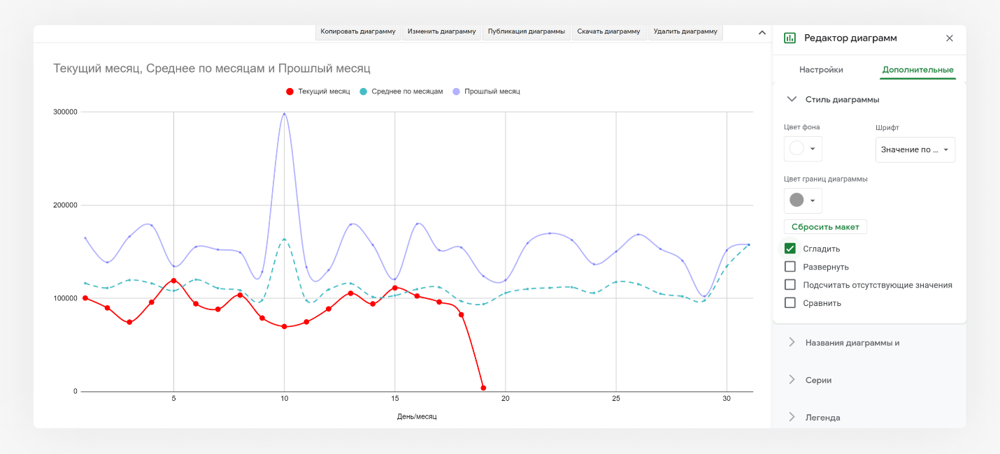 Копировать диаграмму Изменить диаграмму Публикация диаграммы Скачать диаграмму Удалить диаграмму
Текущий месяц, Среднее по месяцам и Прошлый месяц
Текущий месяц Среднее по месяцам Прошлый месяц
300000
200000
100000
0
5 10 15 20 25 30
День/месяц
Редактор диаграмм
Настройки Дополнительные
Стиль диаграммы
Цвет фона Шрифт
Значение по ...
Цвет границ диаграммы
Сбросить макет
Сгладить
Развернуть
Подсчитать отсутствующие значения
Сравнить
Названия диаграммы и
Серии
Легенда